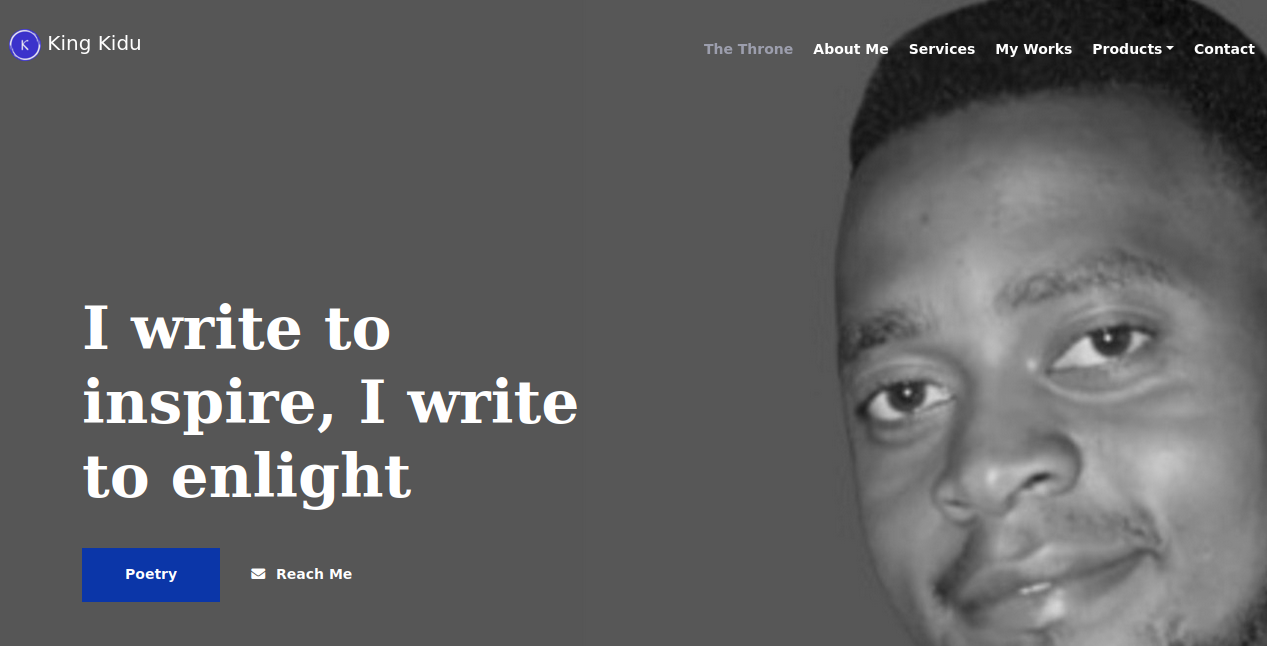 K King Kidu
The Throne About Me Services My Works Products Contact
I write to
inspire, I write
to enlight
Poetry Reach Me